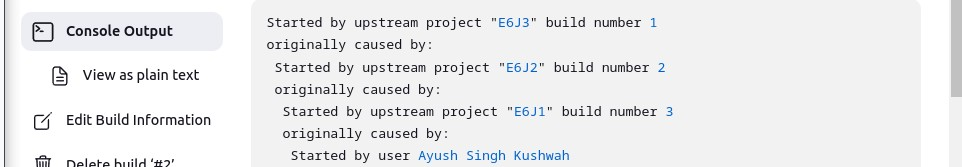 Console Output
View as plain text
Edit Build Information
Delete build ‘#2’
Started by upstream project "E6J3" build number 1
originally caused by:
Started by upstream project "E6J2" build number 2
originally caused by:
Started by upstream project "E6J1" build number 3
originally caused by:
Started by user Ayush Singh Kushwah